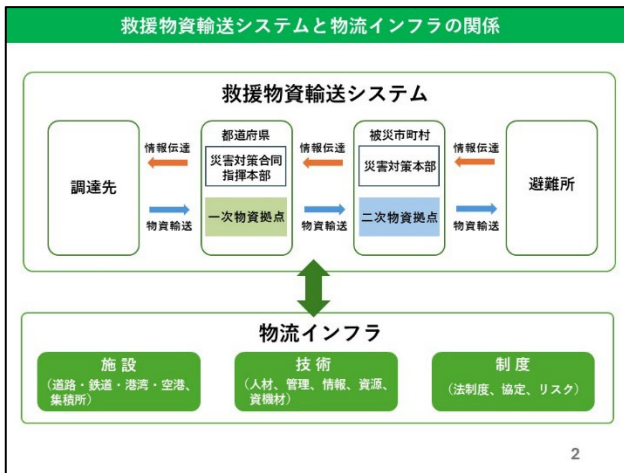 救援物資輸送システムと物流インフラの関係
救援物資輸送システム
調達先
情報伝達
物資輸送
都道府県
災害対策合同
指揮本部
一次物資拠点
情報伝達
物資輸送
被災市町村
災害対策本部
二次物資拠点
情報伝達
物資輸送
避難所
物流インフラ
施設
(道路・鉄道・港湾・空港、
集積所)
技術
(人材、管理、情報、資源、
資機材)
制度
(法制度、協定、リスク)
2